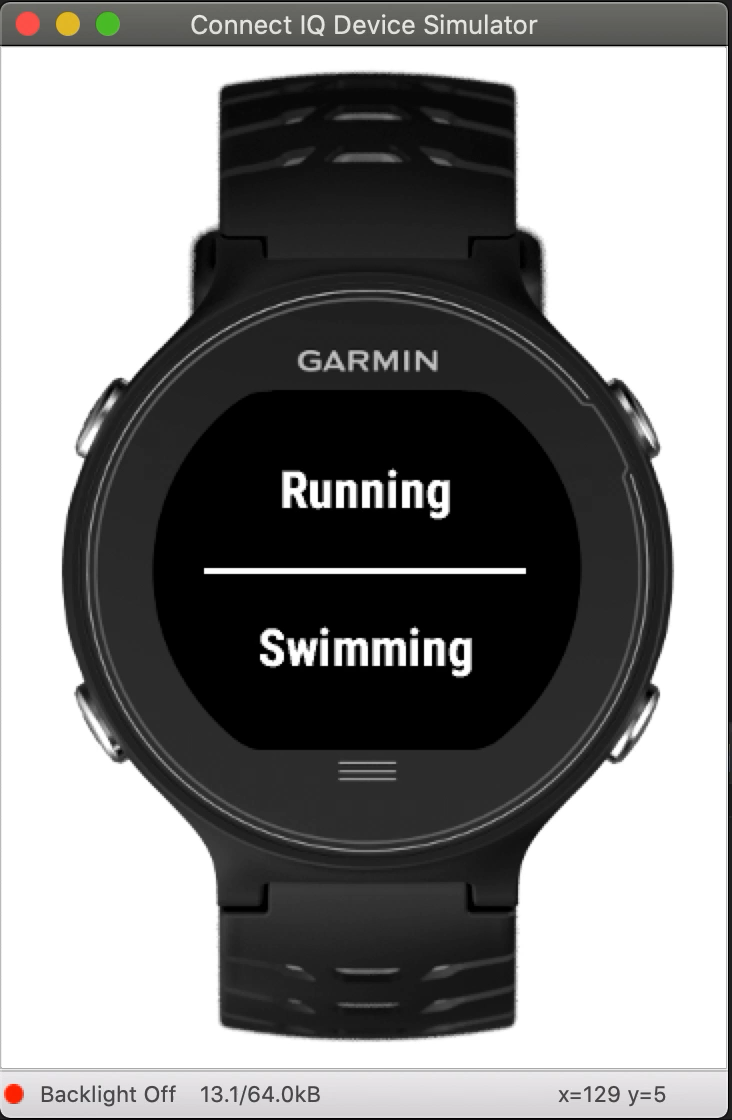 Connect IQ Device Simulator
GARMIN
Running
Swimming
Backlight Off 13.1/64.0kB x=129 y=5